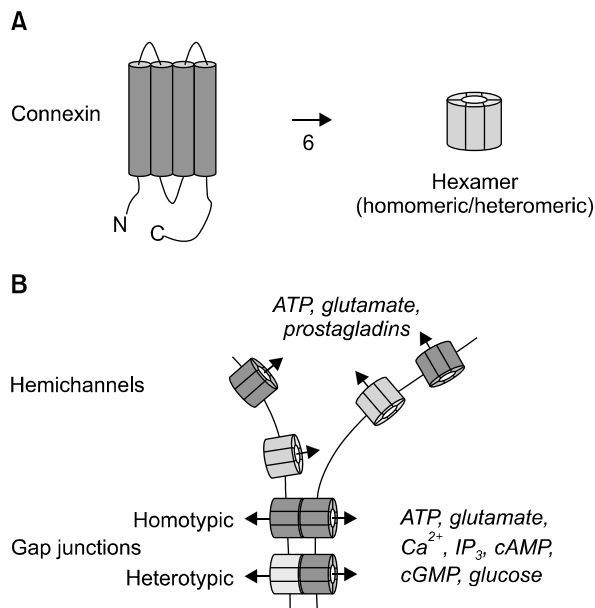 A
Connexin
6
N
C
Hexamer
(homomeric/heteromeric)
B
ATP, glutamate,
prostagladins
Hemichannels
Homotypic
Gap junctions
Heterotypic
ATP, glutamate,
Ca²⁺, IP₃, cAMP,
cGMP, glucose